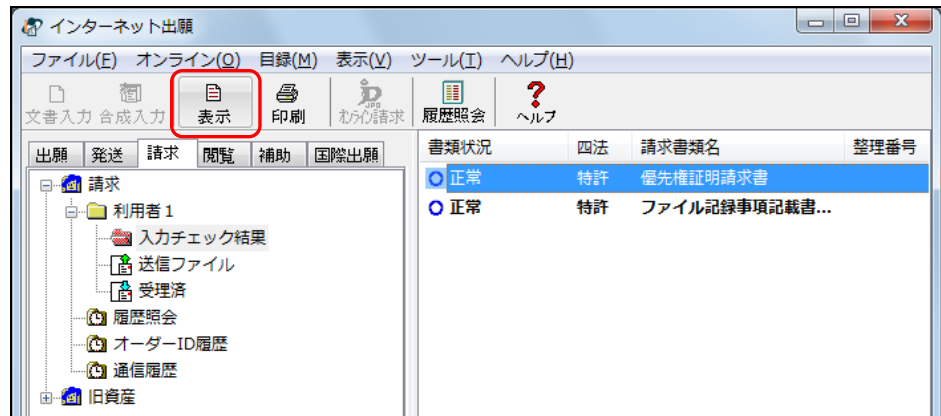 インターネット出願
ファイル(F) オンライン(O) 目録(M) 表示(V) ツール(T) ヘルプ(H)
文書入力 合成入力 表示 印刷 オンライン請求 履歴照会 ヘルプ
出願 発送 請求 閲覧 補助 国際出願
書類状況 四法 請求書類名 整理番号
正常 特許 優先権証明請求書
正常 特許 ファイル記録事項記載書...
請求
利用者1
入力チェック結果
送信ファイル
受理済
履歴照会
オーダーID履歴
通信履歴
旧資産